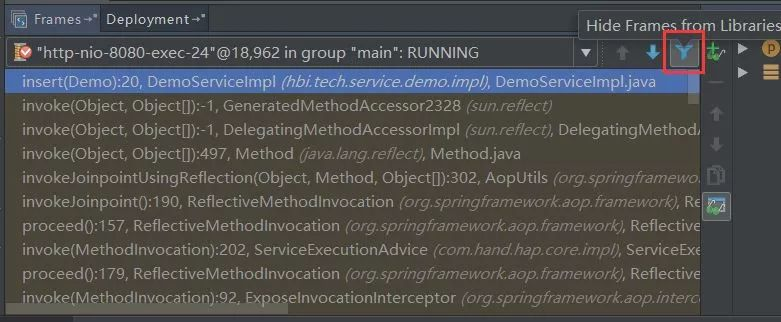 Frames
Deployment
Hide Frames from Libraries
"http-nio-8080-exec-24"@18,962 in group "main": RUNNING
insert(Demo):20, DemoServiceImpl (hbi.tech.service.demo.impl), DemoServiceImpl.java
invoke(Object, Object[]):-1, GeneratedMethodAccessor2328 (sun.reflect)
invoke(Object, Object[]):-1, DelegatingMethodAccessorImpl (sun.reflect), DelegatingMethodA
invoke(Object, Object[]):497, Method (java.lang.reflect), Method.java
invokeJoinpointUsingReflection(Object, Method, Object[]):302, AopUtils (org.springframework
invokeJoinpoint():190, ReflectiveMethodInvocation (org.springframework.aop.framework), Re
proceed():157, ReflectiveMethodInvocation (org.springframework.aop.framework), Reflective
invoke(MethodInvocation):202, ServiceExecutionAdvice (com.hand.hap.core.impl), ServiceExe
proceed():179, ReflectiveMethodInvocation (org.springframework.aop.framework), Reflective
invoke(MethodInvocation):92, ExposeInvocationInterceptor (org.springframework.aop.interc